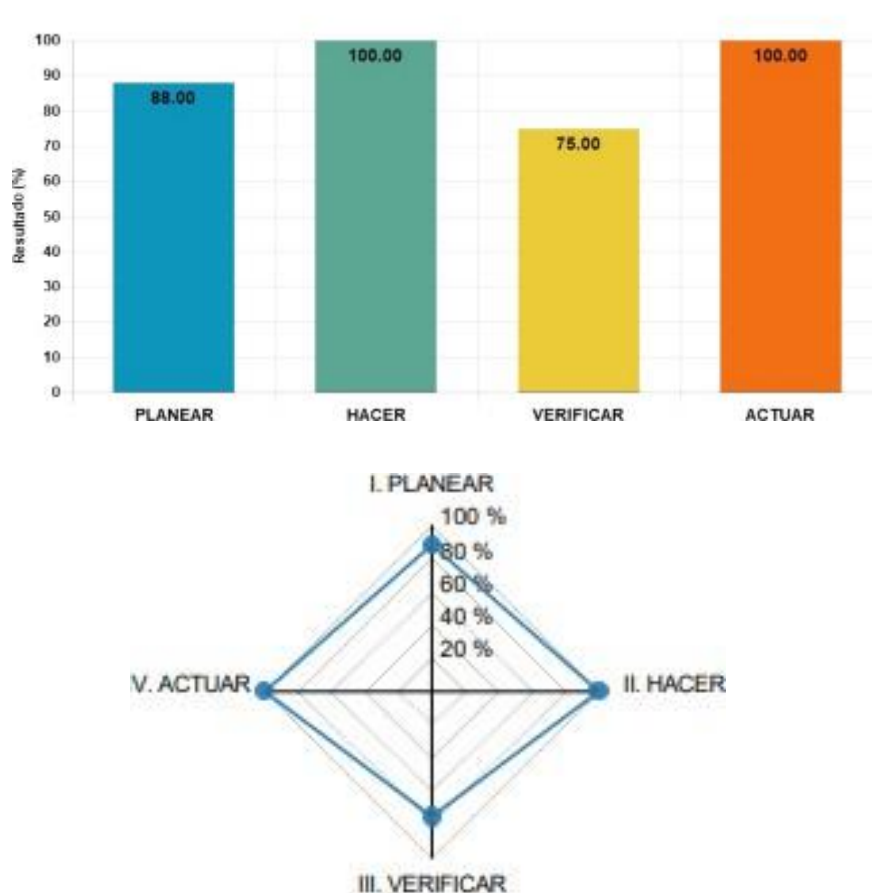 100
90
80
70
60
50
40
30
20
10
0
Resultado (%)
88.00
100.00
75.00
100.00
PLANEAR
HACER
VERIFICAR
ACTUAR
I. PLANEAR
100 %
80 %
60 %
40 %
20 %
V. ACTUAR
II. HACER
III. VERIFICAR